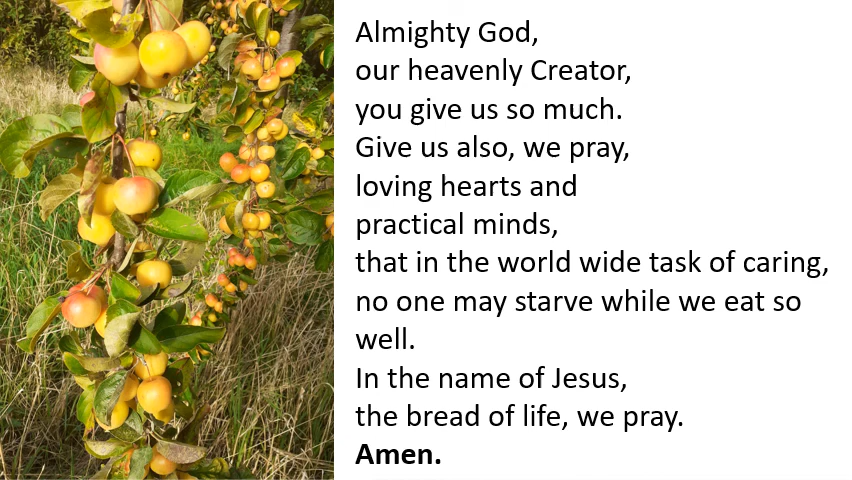 Almighty God,
our heavenly Creator,
you give us so much.
Give us also, we pray,
loving hearts and
practical minds,
that in the world wide task of caring,
no one may starve while we eat so
well.
In the name of Jesus,
the bread of life, we pray.
Amen.